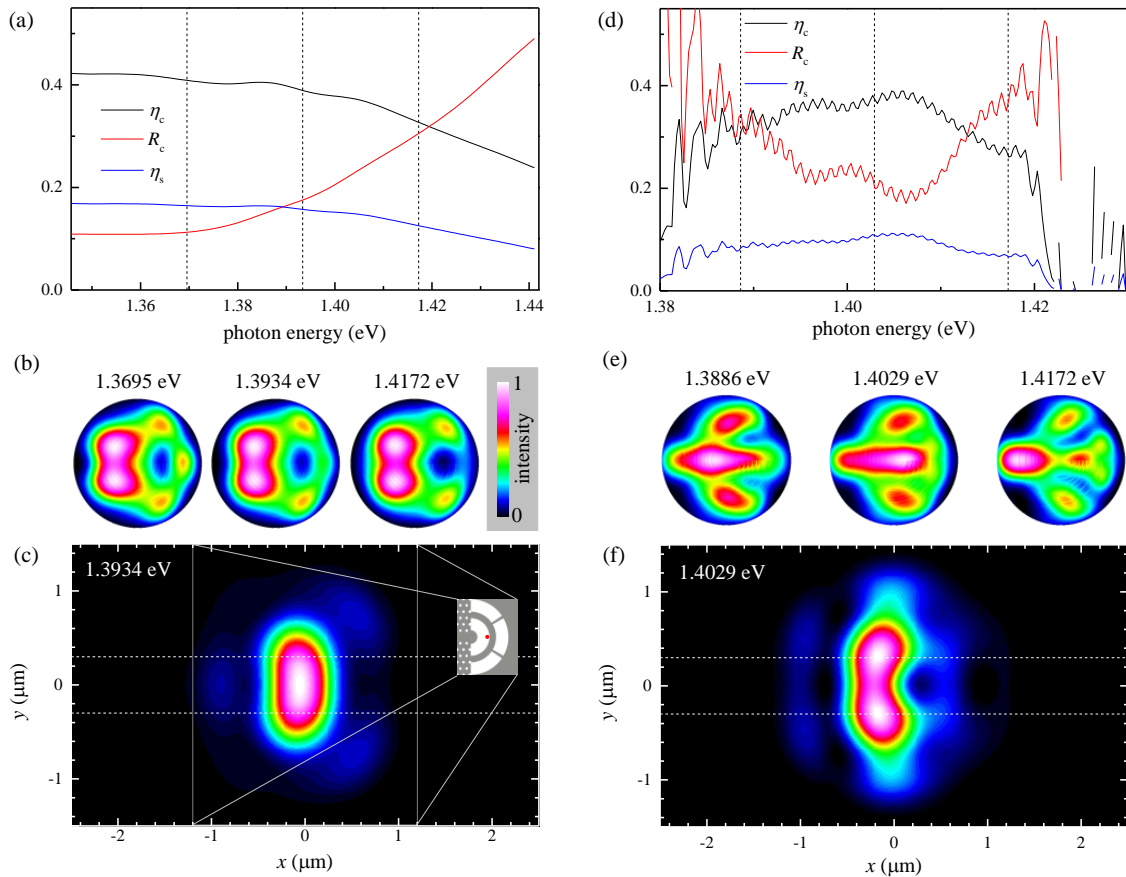 (a)
0.4
0.2
0.0
ηc
Rc
ηs
1.36
1.38
1.40
1.42
1.44
photon energy (eV)
(d)
0.4
0.2
0.0
ηc
Rc
ηs
1.38
1.40
1.42
photon energy (eV)
(b)
1.3695 eV
1.3934 eV
1.4172 eV
1
intensity
0
(e)
1.3886 eV
1.4029 eV
1.4172 eV
(c)
1.3934 eV
1
0
-1
y (μm)
-2
-1
0
1
2
x (μm)
(f)
1.4029 eV
1
0
-1
y (μm)
-2
-1
0
1
2
x (μm)